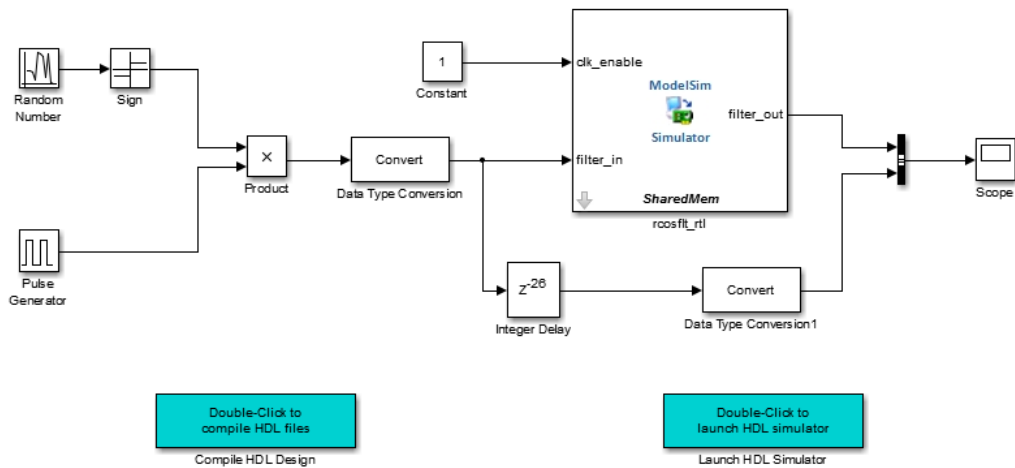 Random
Number
Sign
Pulse
Generator
×
Product
Convert
Data Type Conversion
1
Constant
clk_enable
filter_in
ModelSim
Simulator
filter_out
SharedMem
rcosflt_rtl
Z-26
Integer Delay
Convert
Data Type Conversion1
Scope
Double-Click to
compile HDL files
Compile HDL Design
Double-Click to
launch HDL simulator
Launch HDL Simulator